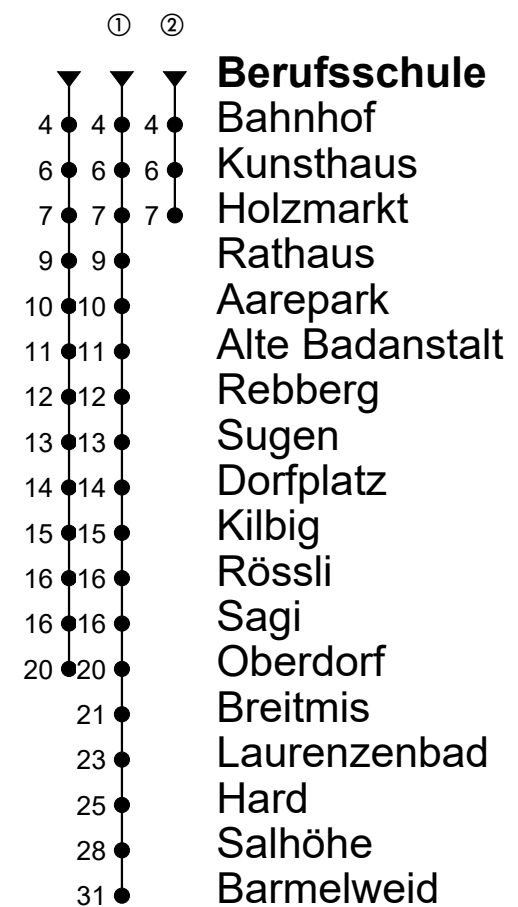 ① ②
Berufsschule
4 4 4 Bahnhof
6 6 6 Kunsthaus
7 7 7 Holzmarkt
9 9 Rathaus
10 10 Aarepark
11 11 Alte Badanstalt
12 12 Rebberg
13 13 Sugen
14 14 Dorfplatz
15 15 Kilbig
16 16 Rössli
16 16 Sagi
20 20 Oberdorf
21 Breitmis
23 Laurenzenbad
25 Hard
28 Salhöhe
31 Barmelweid